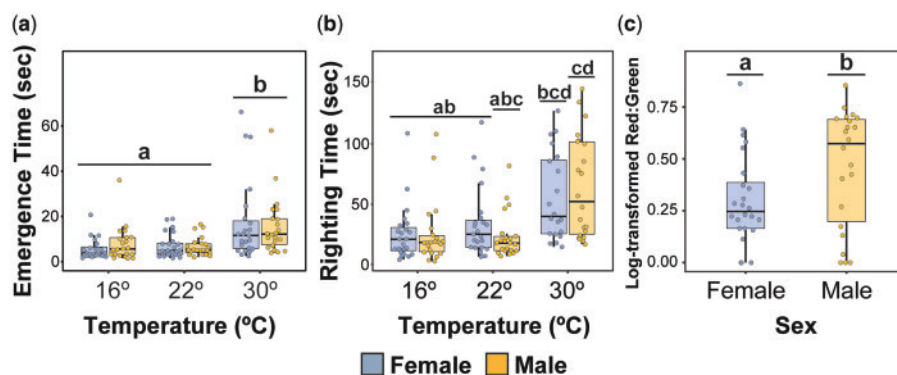 (a)
Emergence Time (sec)
60
40
20
0
a
b
16º
22º
30º
Temperature (ºC)
(b)
Righting Time (sec)
150
100
50
0
ab
abc
bcd
cd
16º
22º
30º
Temperature (ºC)
(c)
Log-transformed Red:Green
0.75
0.50
0.25
0.00
a
b
Female
Male
Sex
Female
Male